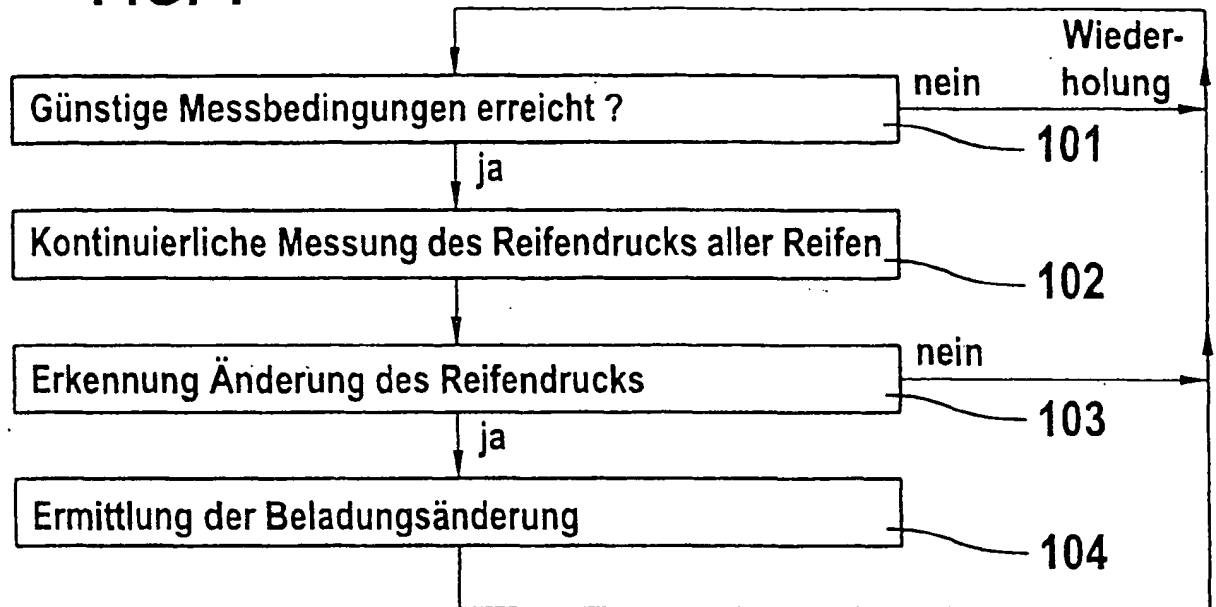 Wieder-
holung
Günstige Messbedingungen erreicht ?
nein
101
ja
Kontinuierliche Messung des Reifendrucks aller Reifen
102
Erkennung Änderung des Reifendrucks
nein
103
ja
Ermittlung der Beladungsänderung
104